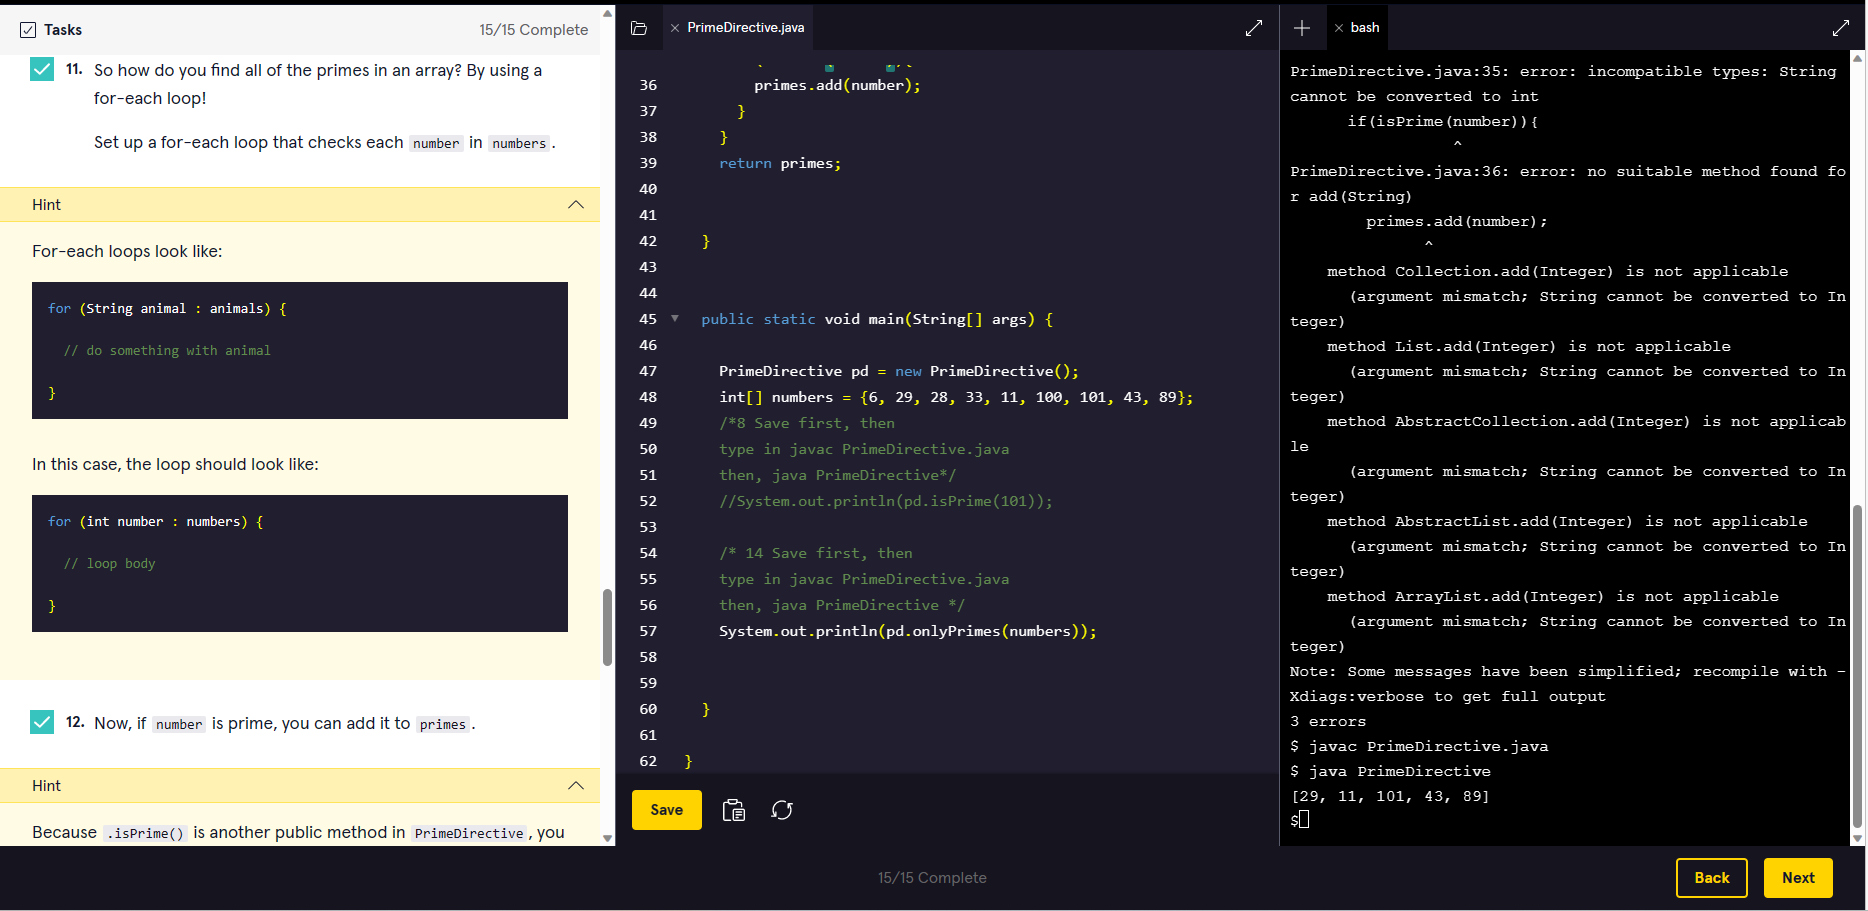 Tasks
15/15 Complete
11. So how do you find all of the primes in an array? By using a
for-each loop!
Set up a for-each loop that checks each number in numbers.
Hint
For-each loops look like:
for (String animal : animals) {
// do something with animal
}
In this case, the loop should look like:
for (int number : numbers) {
// loop body
}
12. Now, if number is prime, you can add it to primes.
Hint
Because .isPrime() is another public method in PrimeDirective, you
PrimeDirective.java
36 primes.add(number);
37 }
38 }
39 return primes;
40
41
42 }
43
44
45 public static void main(String[] args) {
46
47 PrimeDirective pd = new PrimeDirective();
48 int[] numbers = {6, 29, 28, 33, 11, 100, 101, 43, 89};
49 /*8 Save first, then
50 type in javac PrimeDirective.java
51 then, java PrimeDirective*/
52 //System.out.println(pd.isPrime(101));
53
54 /* 14 Save first, then
55 type in javac PrimeDirective.java
56 then, java PrimeDirective */
57 System.out.println(pd.onlyPrimes(numbers));
58
59
60 }
61
62 }
Save
bash
PrimeDirective.java:35: error: incompatible types: String
cannot be converted to int
if(isPrime(number)){
^
PrimeDirective.java:36: error: no suitable method found fo
r add(String)
primes.add(number);
^
method Collection.add(Integer) is not applicable
(argument mismatch; String cannot be converted to In
teger)
method List.add(Integer) is not applicable
(argument mismatch; String cannot be converted to In
teger)
method AbstractCollection.add(Integer) is not applicab
le
(argument mismatch; String cannot be converted to In
teger)
method AbstractList.add(Integer) is not applicable
(argument mismatch; String cannot be converted to In
teger)
method ArrayList.add(Integer) is not applicable
(argument mismatch; String cannot be converted to In
teger)
Note: Some messages have been simplified; recompile with -
Xdiags:verbose to get full output
3 errors
$ javac PrimeDirective.java
$ java PrimeDirective
[29, 11, 101, 43, 89]
$
15/15 Complete
Back
Next